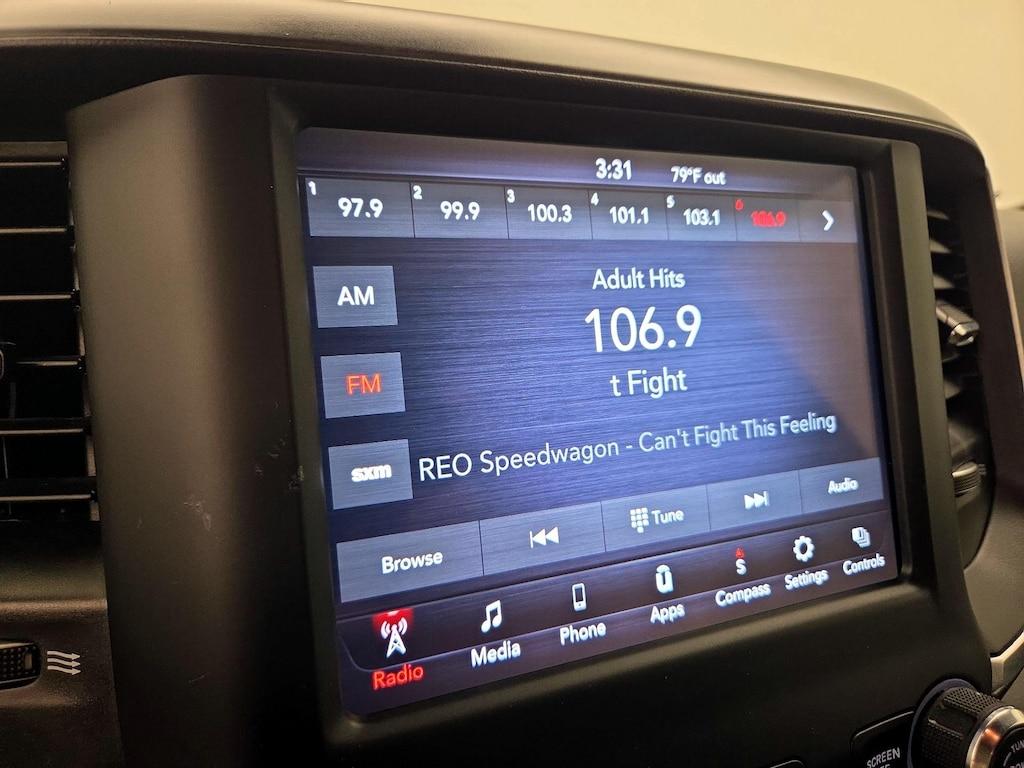 3:31 79°F out
1 97.9 2 99.9 3 100.3 4 101.1 5 103.1 6 106.9
AM
Adult Hits
106.9
FM
t Fight
sxm
REO Speedwagon - Can't Fight This Feeling
Browse Tune Audio
Radio Media Phone Apps S Compass Settings Controls
SCREEN